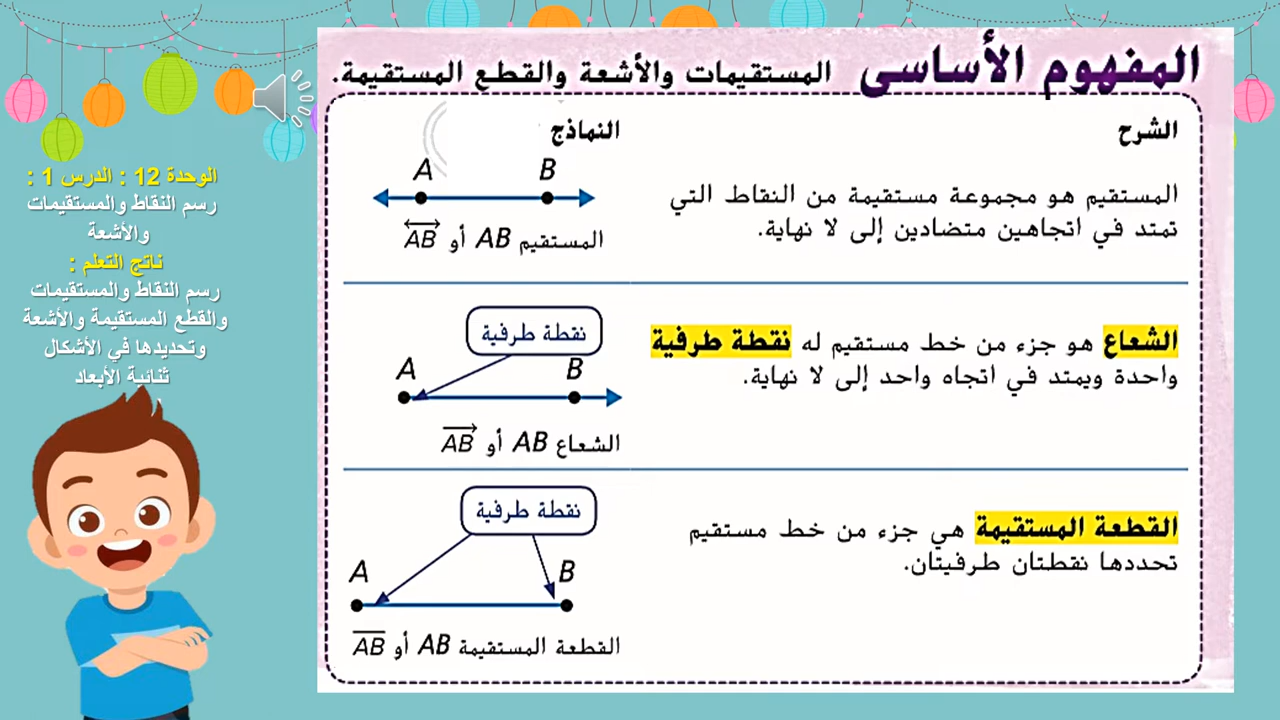 المفهوم الأساسى المستقيمات والأشعة والقطع المستقيمة.
الشرح
النماذج
المستقيم هو مجموعة مستقيمة من النقاط التي
تمتد في اتجاهين متضادين إلى لا نهاية.
A B
المستقيم AB أو \overleftrightarrow{AB}
الشعاع هو جزء من خط مستقيم له نقطة طرفية
واحدة ويمتد في اتجاه واحد إلى لا نهاية.
نقطة طرفية
A B
الشعاع AB أو \overrightarrow{AB}
القطعة المستقيمة هي جزء من خط مستقيم
تحددها نقطتان طرفيتان.
نقطة طرفية
A B
القطعة المستقيمة AB أو \overline{AB}
الوحدة 12 : الدرس 1 :
رسم النقاط والمستقيمات
والأشعة
ناتج التعلم :
رسم النقاط والمستقيمات
والقطع المستقيمة والأشعة
وتحديدها في الأشكال
ثنائية الأبعاد